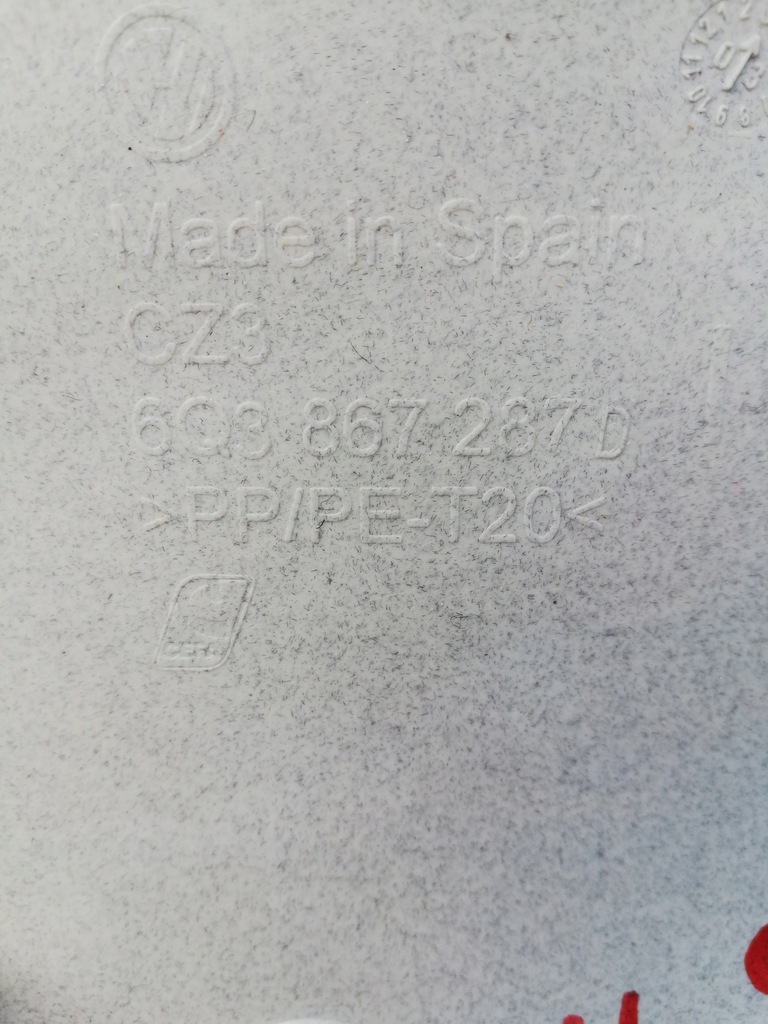 Made in Spain
CZ3
6Q3 867 287 D
>PP/PE-T20<